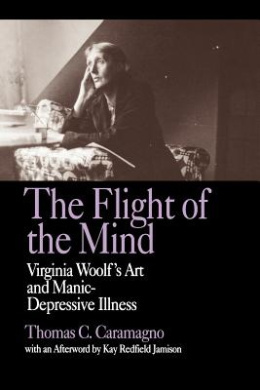 The Flight of
the Mind
Virginia Woolf's Art
and Manic-
Depressive Illness
Thomas C. Caramagno
with an Afterword by Kay Redfield Jamison